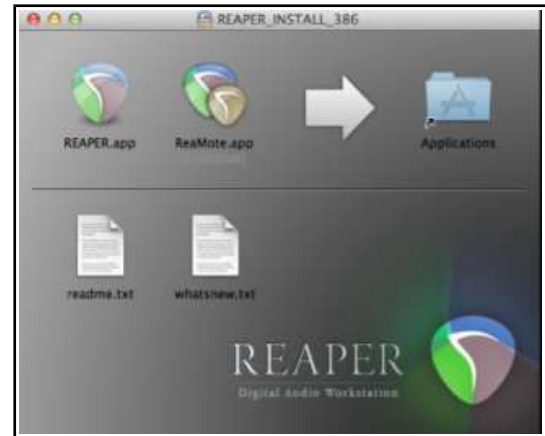 REAPER_INSTALL_386
REAPER.app
ReaMote.app
Applications
readme.txt
whatsnew.txt
REAPER
Digital Audio Workstation